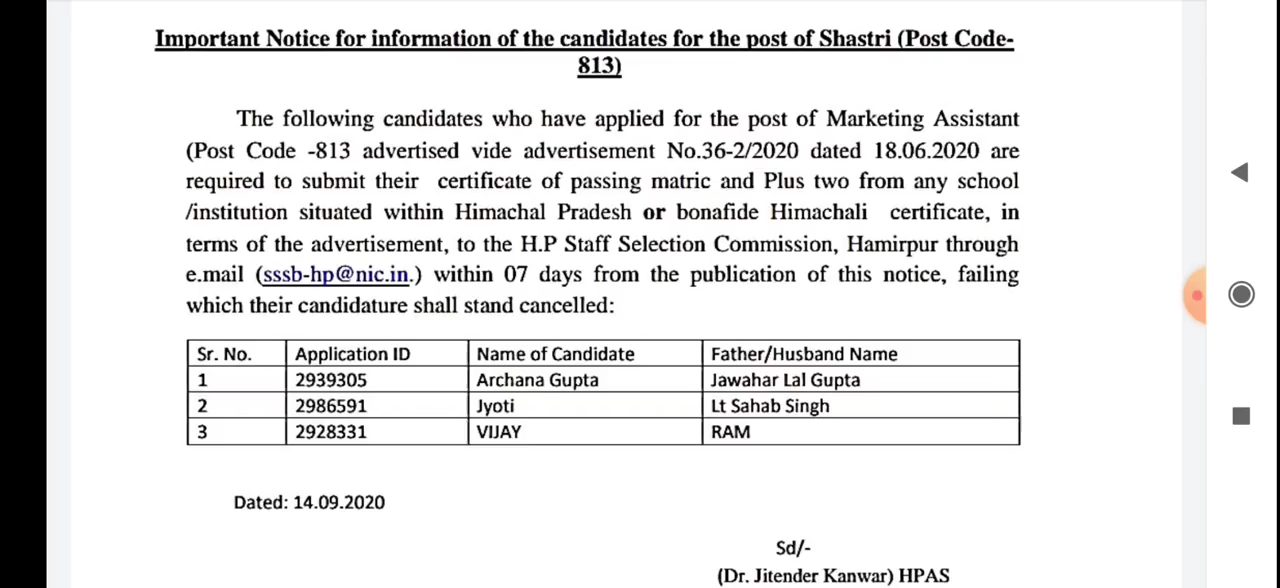 Important Notice for information of the candidates for the post of Shastri (Post Code-
813)
The following candidates who have applied for the post of Marketing Assistant
(Post Code -813 advertised vide advertisement No.36-2/2020 dated 18.06.2020 are
required to submit their certificate of passing matric and Plus two from any school
/institution situated within Himachal Pradesh or bonafide Himachali certificate, in
terms of the advertisement, to the H.P Staff Selection Commission, Hamirpur through
e.mail (sssb-hp@nic.in.) within 07 days from the publication of this notice, failing
which their candidature shall stand cancelled:
Sr. No. Application ID Name of Candidate Father/Husband Name
1 2939305 Archana Gupta Jawahar Lal Gupta
2 2986591 Jyoti Lt Sahab Singh
3 2928331 VIJAY RAM
Dated: 14.09.2020
Sd/-
(Dr. Jitender Kanwar) HPAS